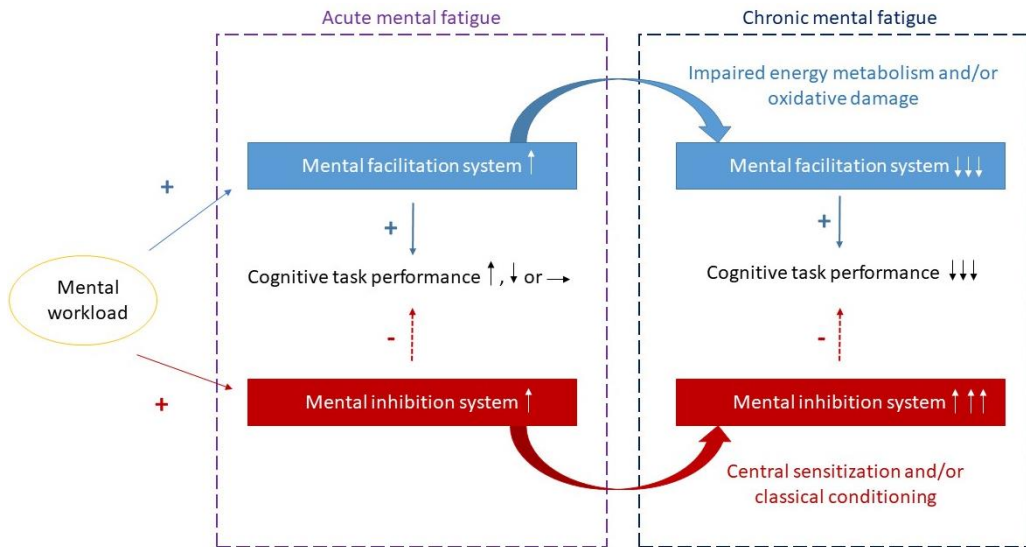 Acute mental fatigue
Chronic mental fatigue
Impaired energy metabolism and/or
oxidative damage
Mental facilitation system ↑
Mental facilitation system ↓↓↓
+
+
+
Cognitive task performance ↑, ↓ or →
Cognitive task performance ↓↓↓
Mental
workload
-
-
+
Mental inhibition system ↑
Mental inhibition system ↑↑↑
Central sensitization and/or
classical conditioning